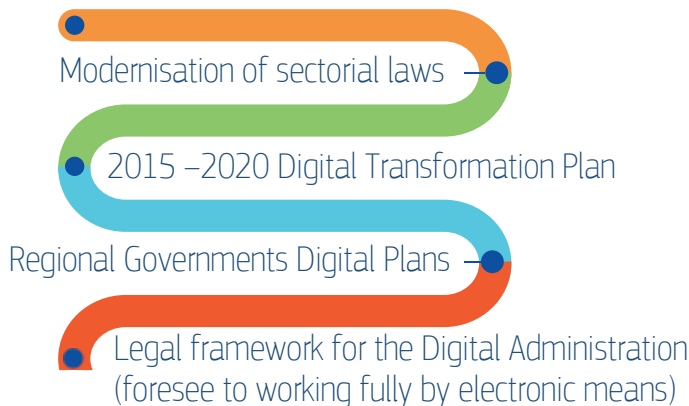 Modernisation of sectorial laws
2015 –2020 Digital Transformation Plan
Regional Governments Digital Plans
Legal framework for the Digital Administration
(foresee to working fully by electronic means)